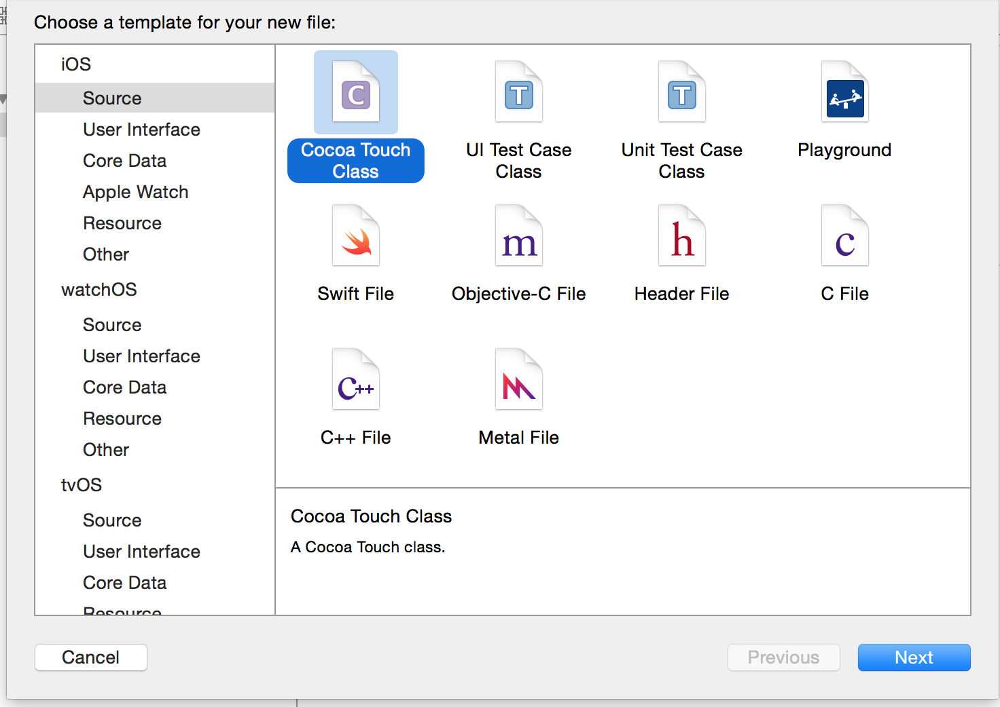 Choose a template for your new file:
iOS
Source
User Interface
Core Data
Apple Watch
Resource
Other
watchOS
Source
User Interface
Core Data
Resource
Other
tvOS
Source
User Interface
Core Data
Resource
C
Cocoa Touch
Class
T
UI Test Case
Class
T
Unit Test Case
Class
Playground
Swift File
m
Objective-C File
h
Header File
c
C File
C++
C++ File
Metal File
Cocoa Touch Class
A Cocoa Touch class.
Cancel
Previous
Next